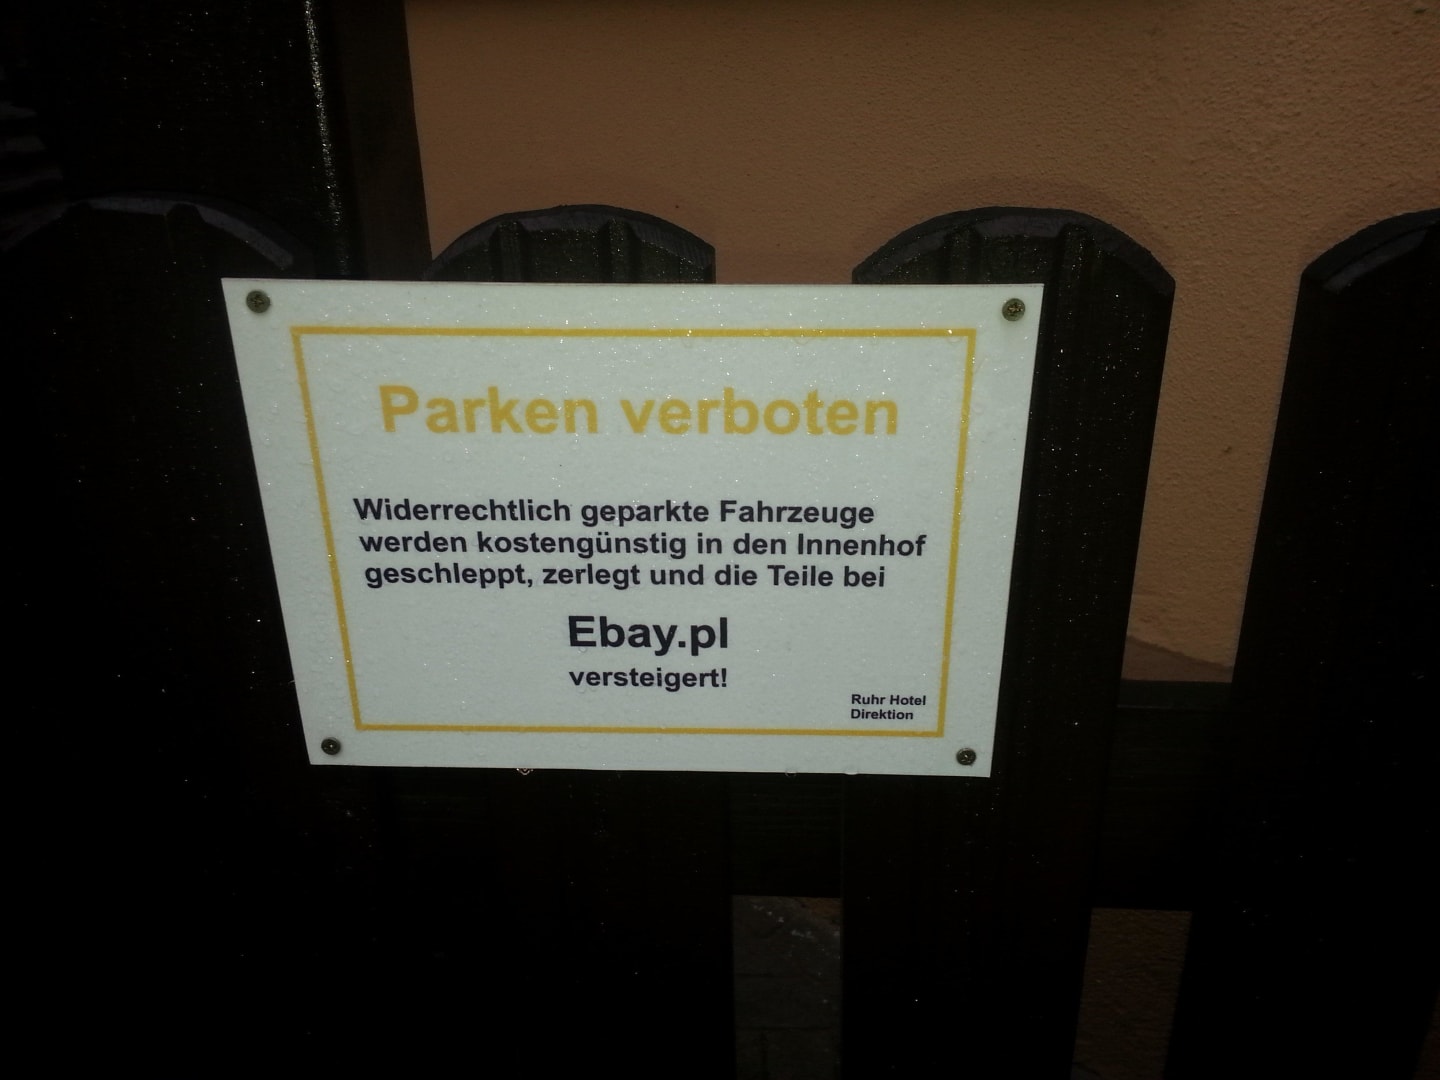 Parken verboten
Widerrechtlich geparkte Fahrzeuge
werden kostengünstig in den Innenhof
geschleppt, zerlegt und die Teile bei
Ebay.pl
versteigert!
Ruhr Hotel
Direktion